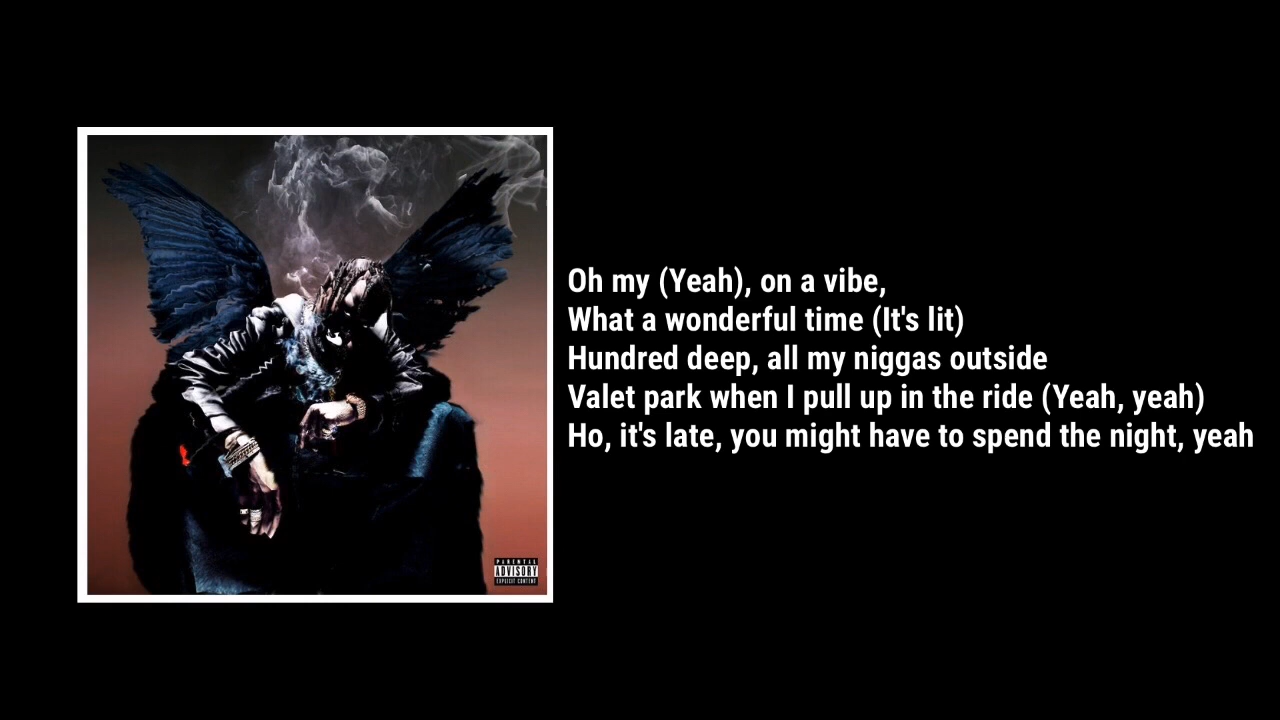 Oh my (Yeah), on a vibe,
What a wonderful time (It's lit)
Hundred deep, all my niggas outside
Valet park when I pull up in the ride (Yeah, yeah)
Ho, it's late, you might have to spend the night, yeah
PARENTAL
ADVISORY
EXPLICIT CONTENT